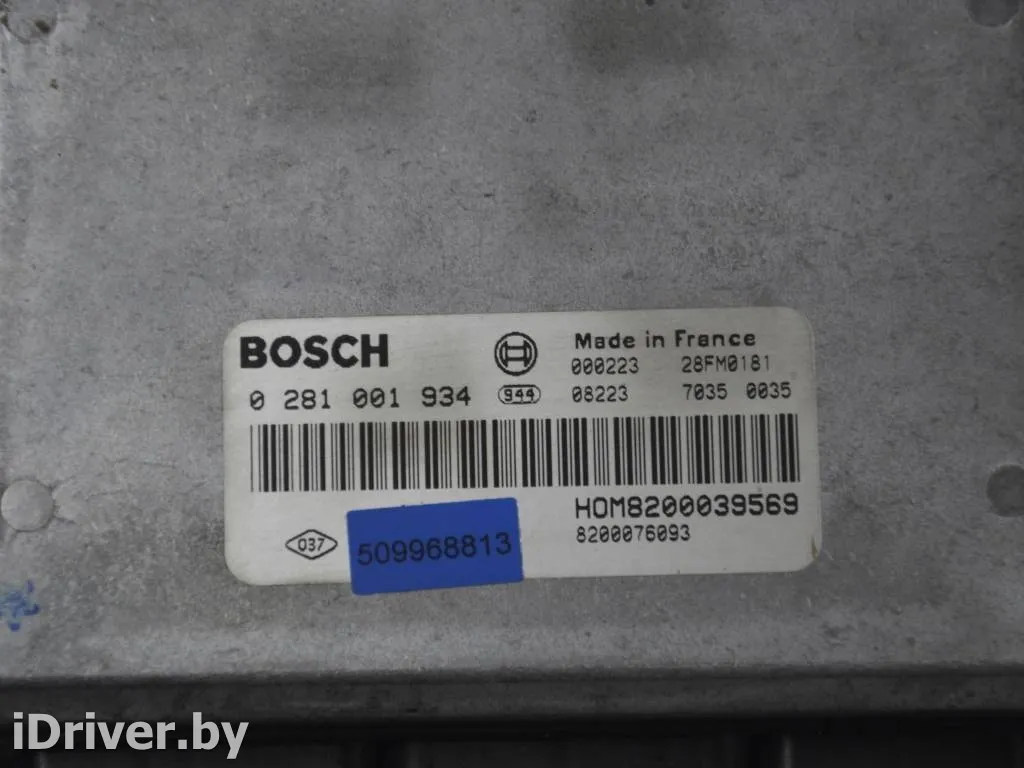 BOSCH
Made in France
000223 28FM0181
0 281 001 934 944 08223 7035 0035
HOM8200039569
8200076093
037
509968813
iDriver.by